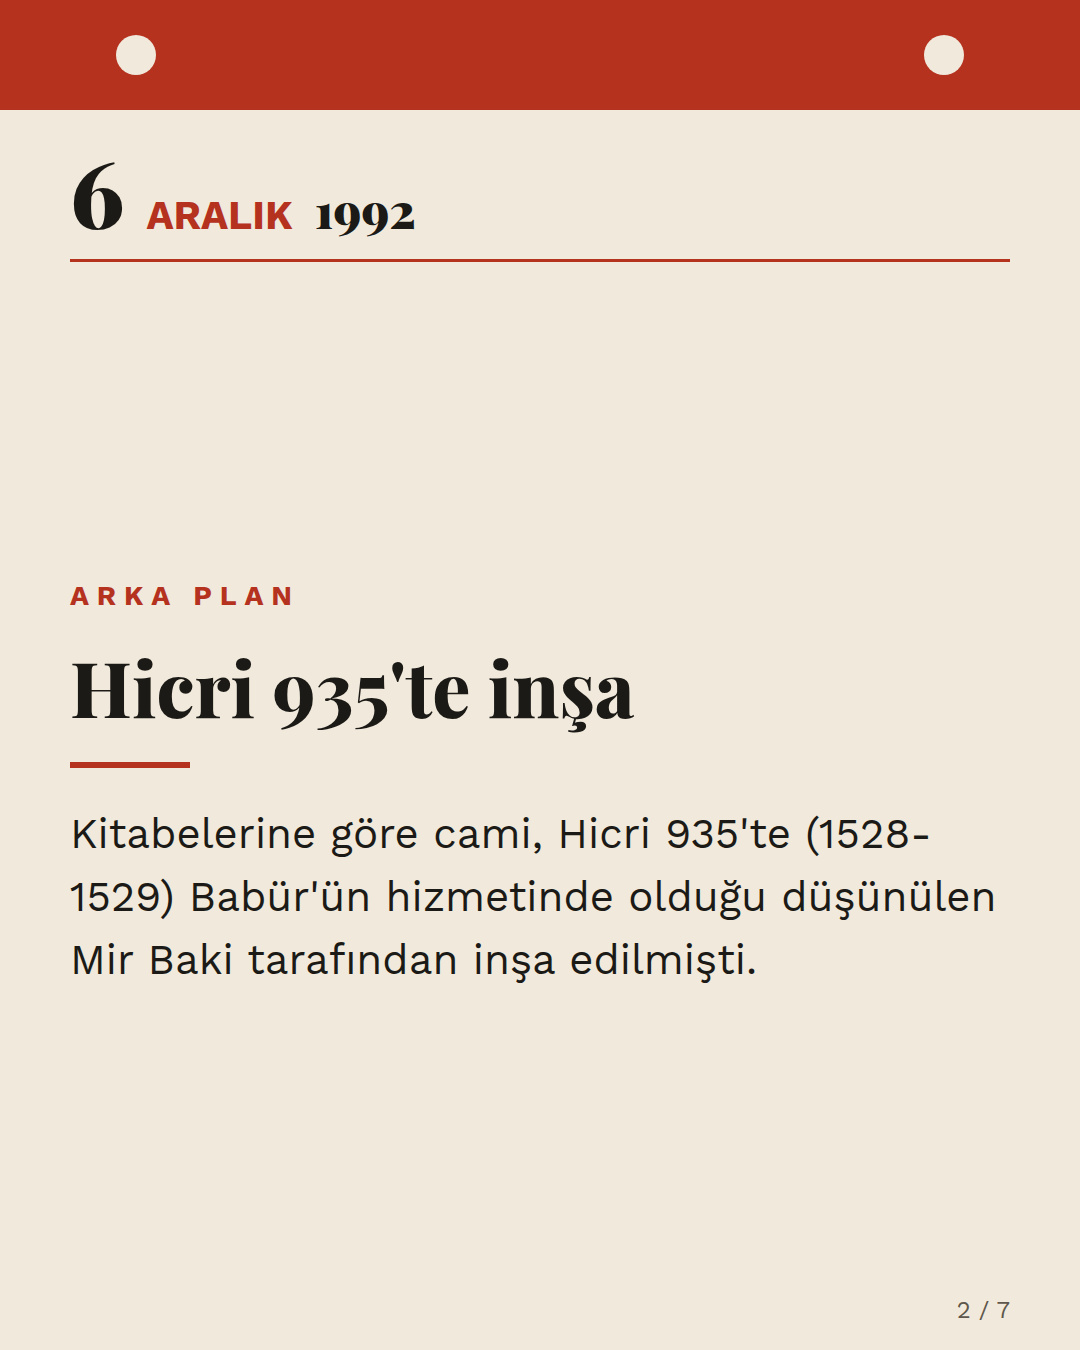 6 ARALIK 1992
ARKA PLAN
Hicri 935'te inşa
Kitabelerine göre cami, Hicri 935'te (1528-
1529) Babür'ün hizmetinde olduğu düşünülen
Mir Baki tarafından inşa edilmişti.
2 / 7